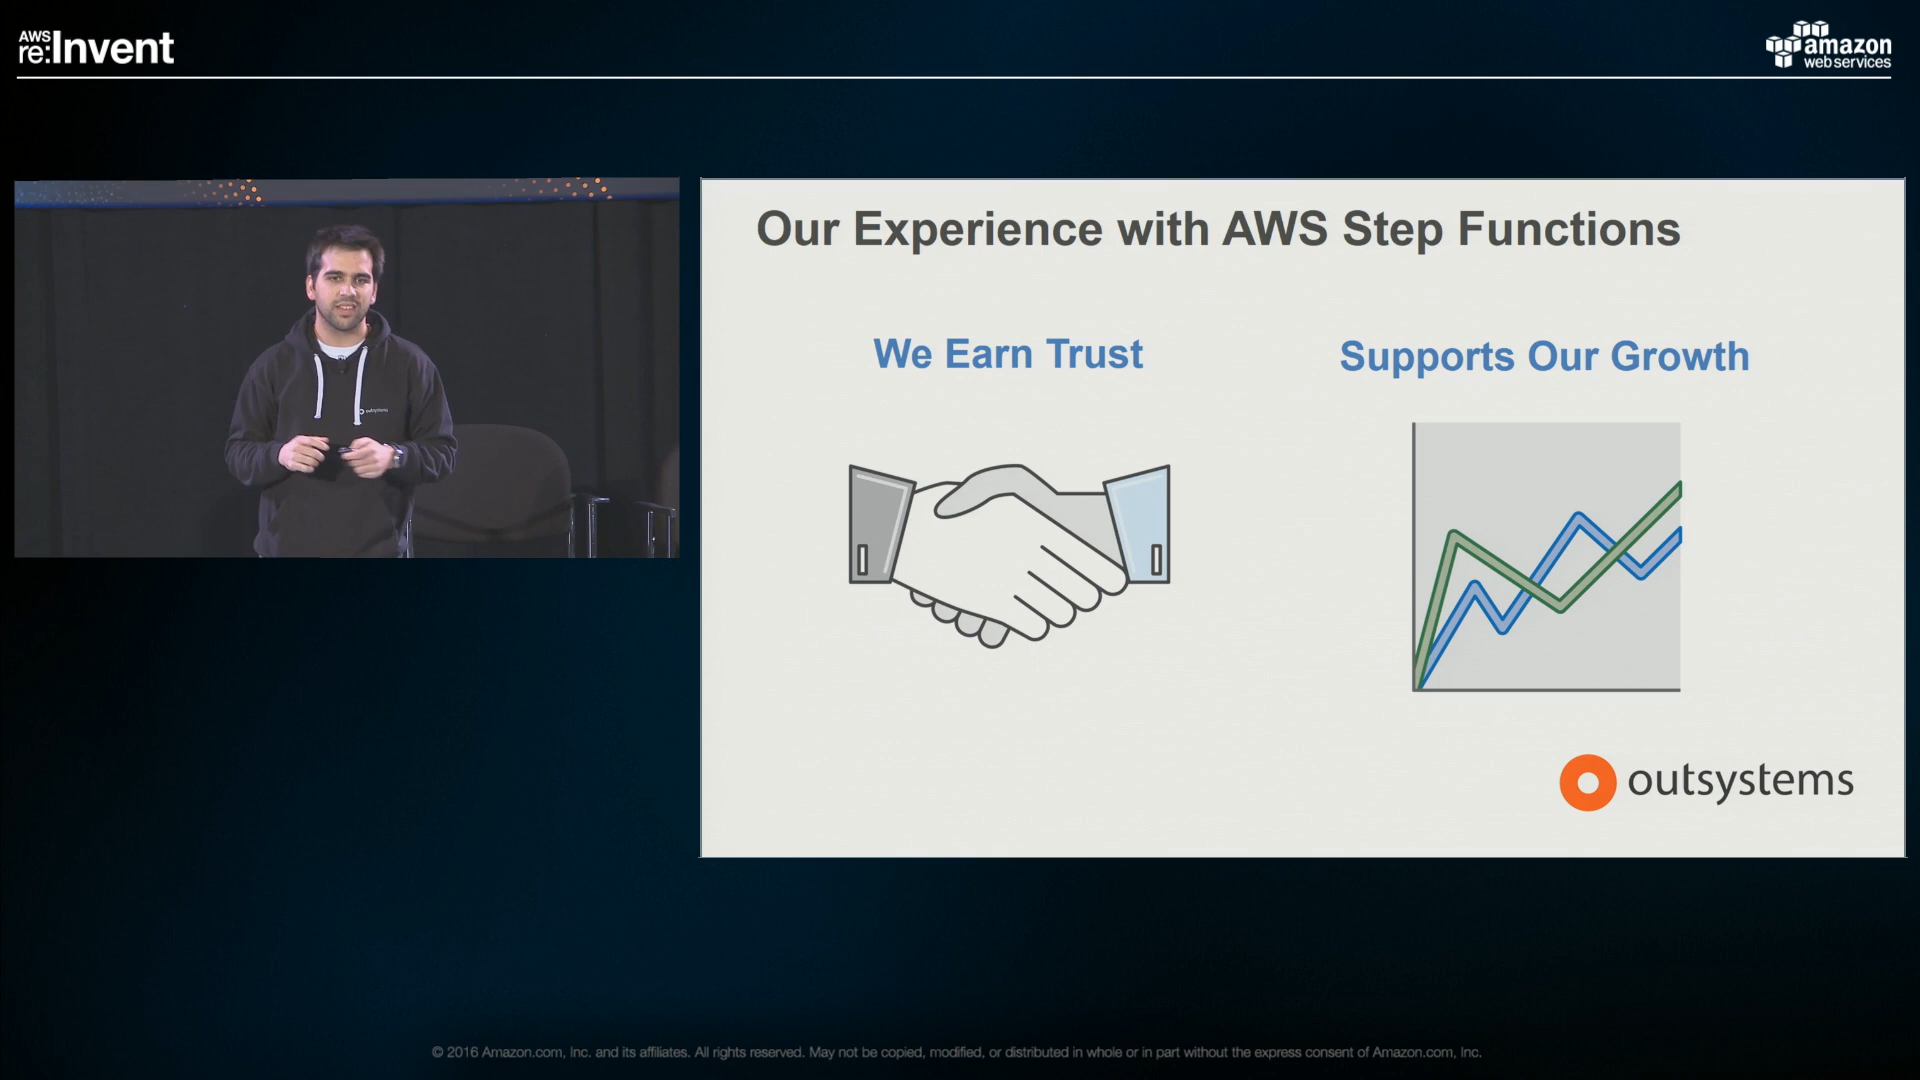 AWS
re:Invent
amazon
web services
Our Experience with AWS Step Functions
We Earn Trust
Supports Our Growth
outsystems
outsystems
© 2016 Amazon.com, Inc. and its affiliates. All rights reserved. May not be copied, modified, or distributed in whole or in part without the express consent of Amazon.com, Inc.